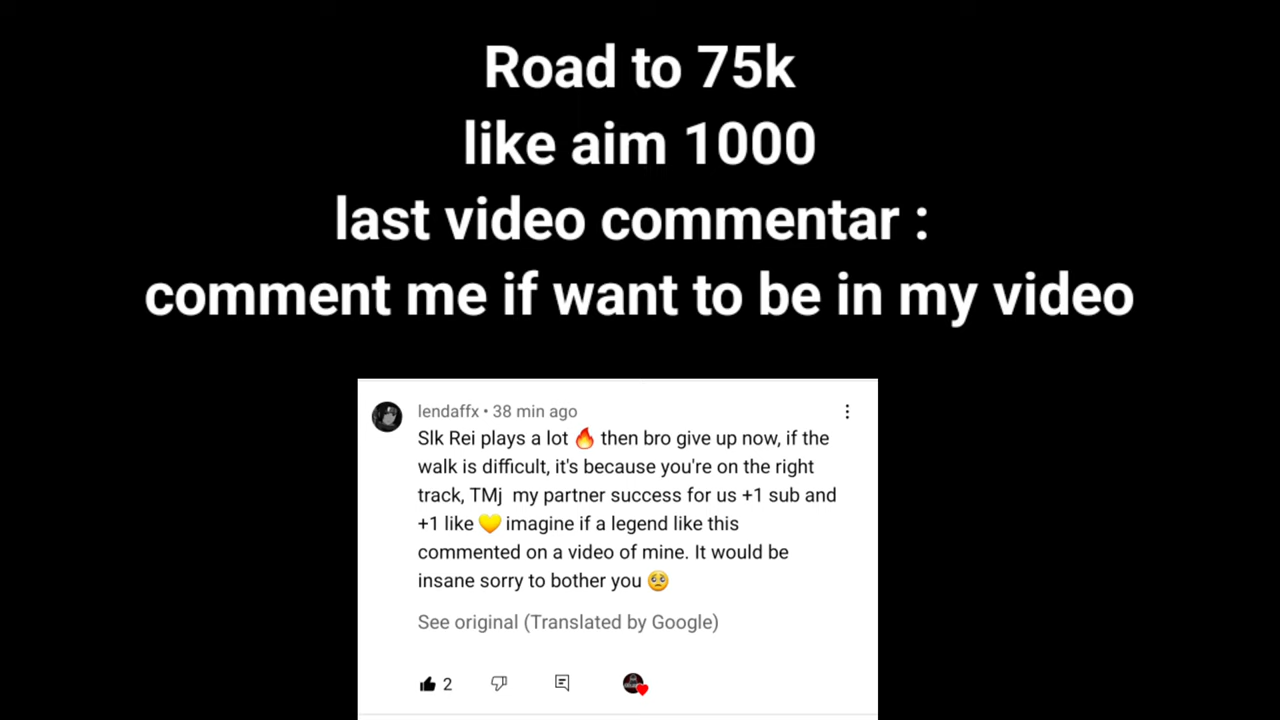 Road to 75k
like aim 1000
last video commentar :
comment me if want to be in my video
lendaffx • 38 min ago
Slk Rei plays a lot 🔥 then bro give up now, if the
walk is difficult, it's because you're on the right
track, TMj my partner success for us +1 sub and
+1 like 💛 imagine if a legend like this
commented on a video of mine. It would be
insane sorry to bother you 🥺
See original (Translated by Google)
2